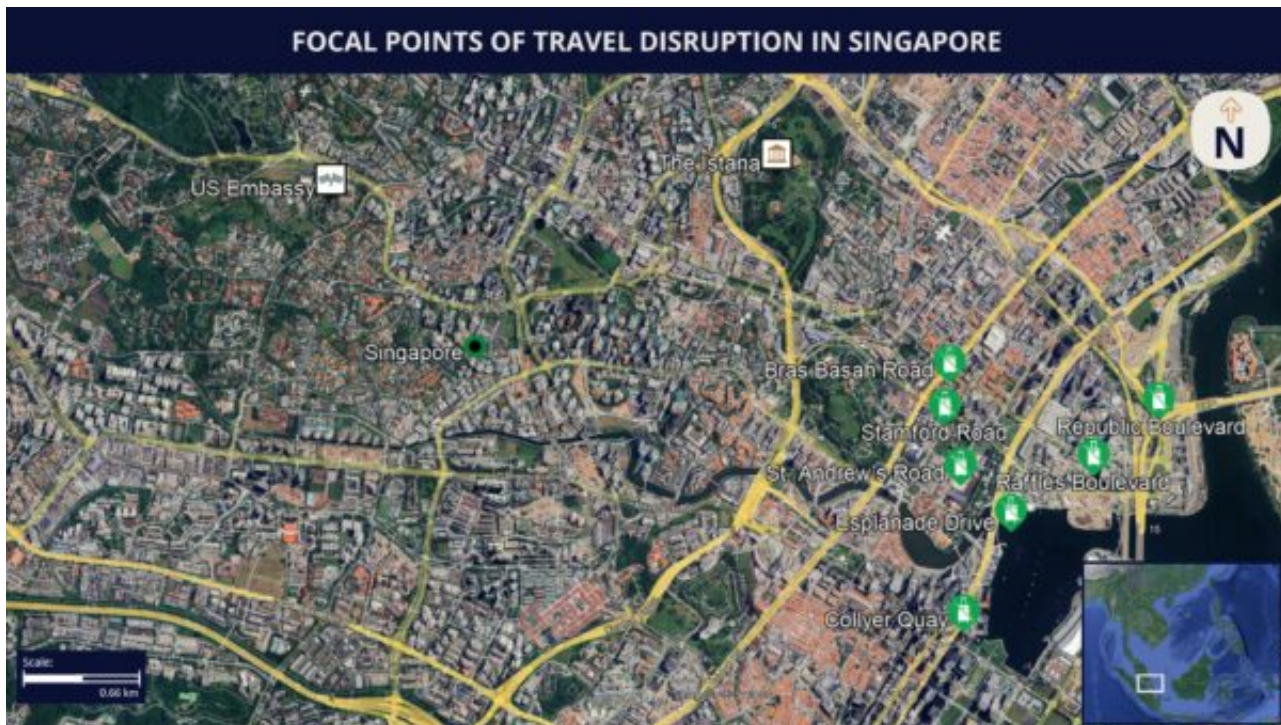 FOCAL POINTS OF TRAVEL DISRUPTION IN SINGAPORE
N
The Istana
US Embassy
Singapore
Bras Basah Road
Stamford Road
Republic Boulevard
St. Andrew's Road
Raffles Boulevard
Esplanade Drive
15
Collyer Quay
Scale:
0.66 km